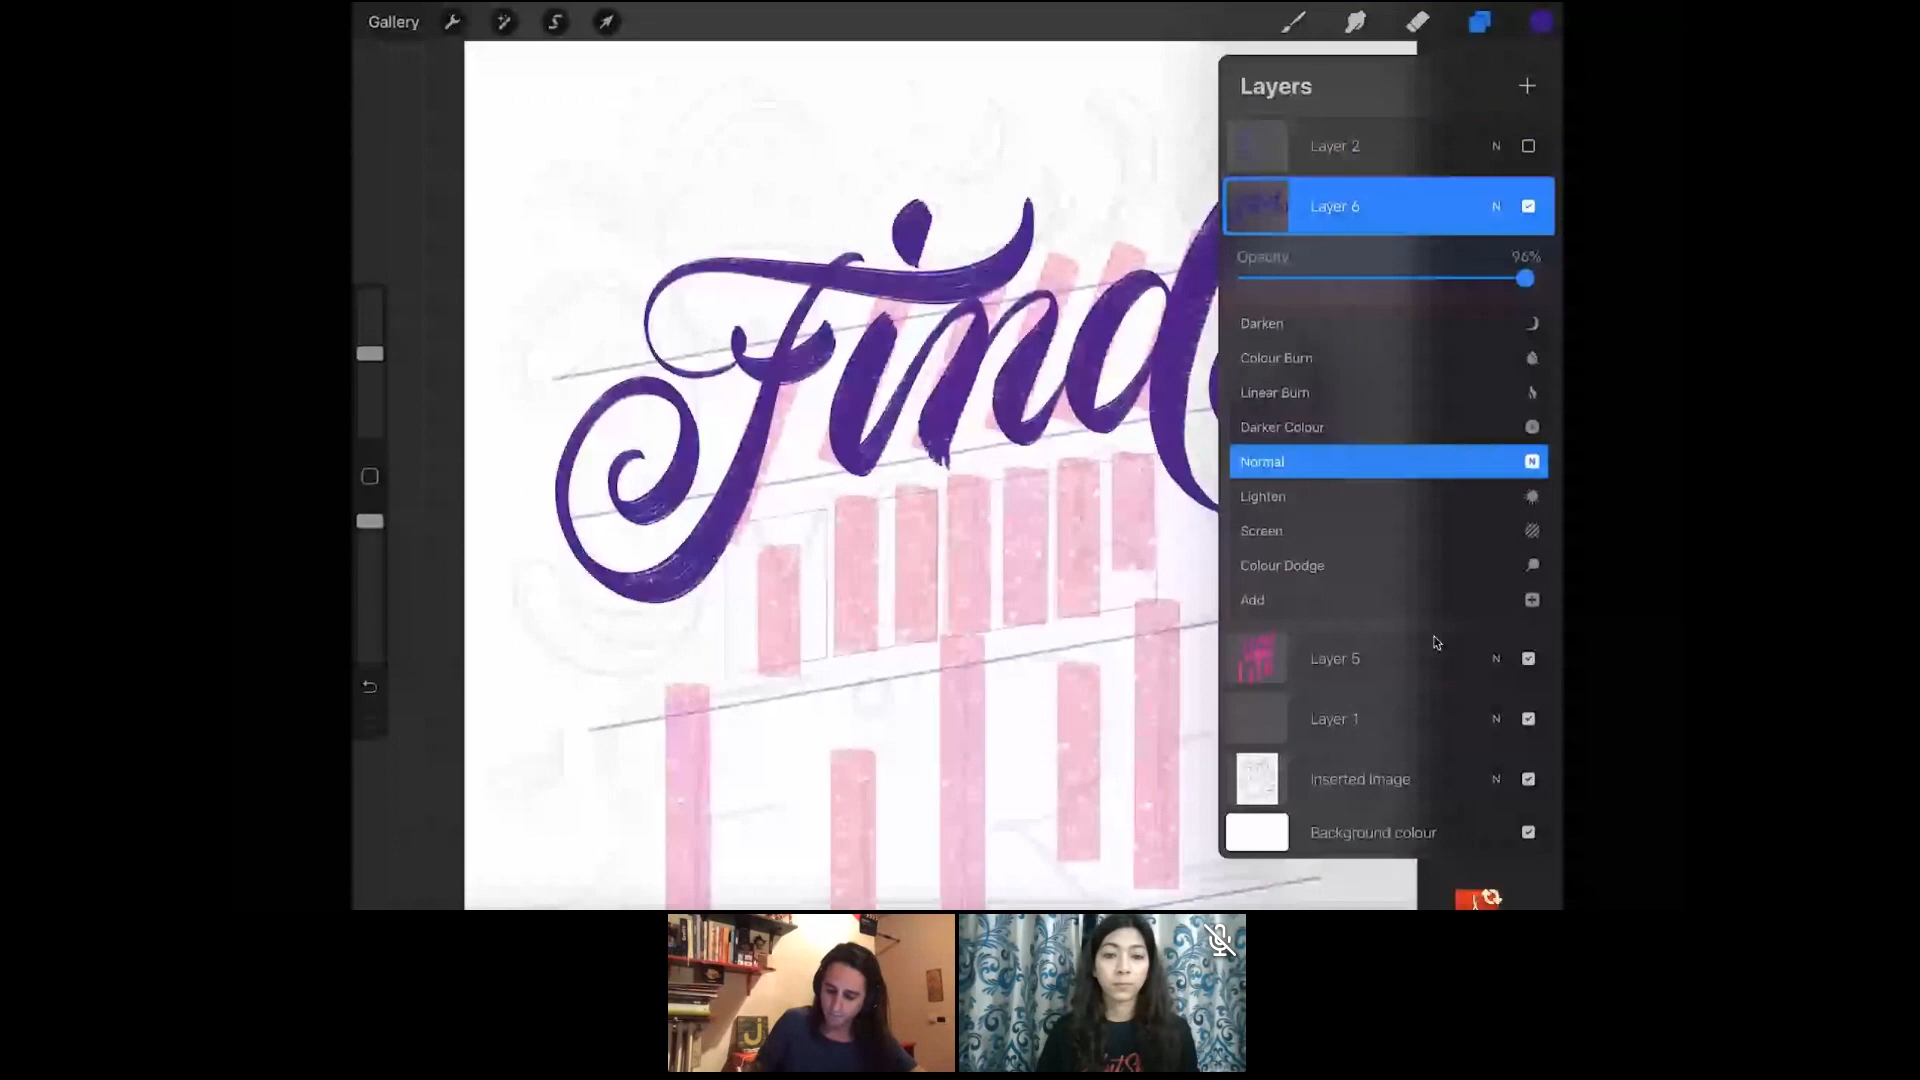 Gallery
Layers
Layer 2 N
Layer 6 N
Opacity 96%
Darken
Colour Burn
Linear Burn
Darker Colour
Normal N
Lighten
Screen
Colour Dodge
Add
Layer 5 N
Layer 1 N
Inserted Image N
Background colour
Find